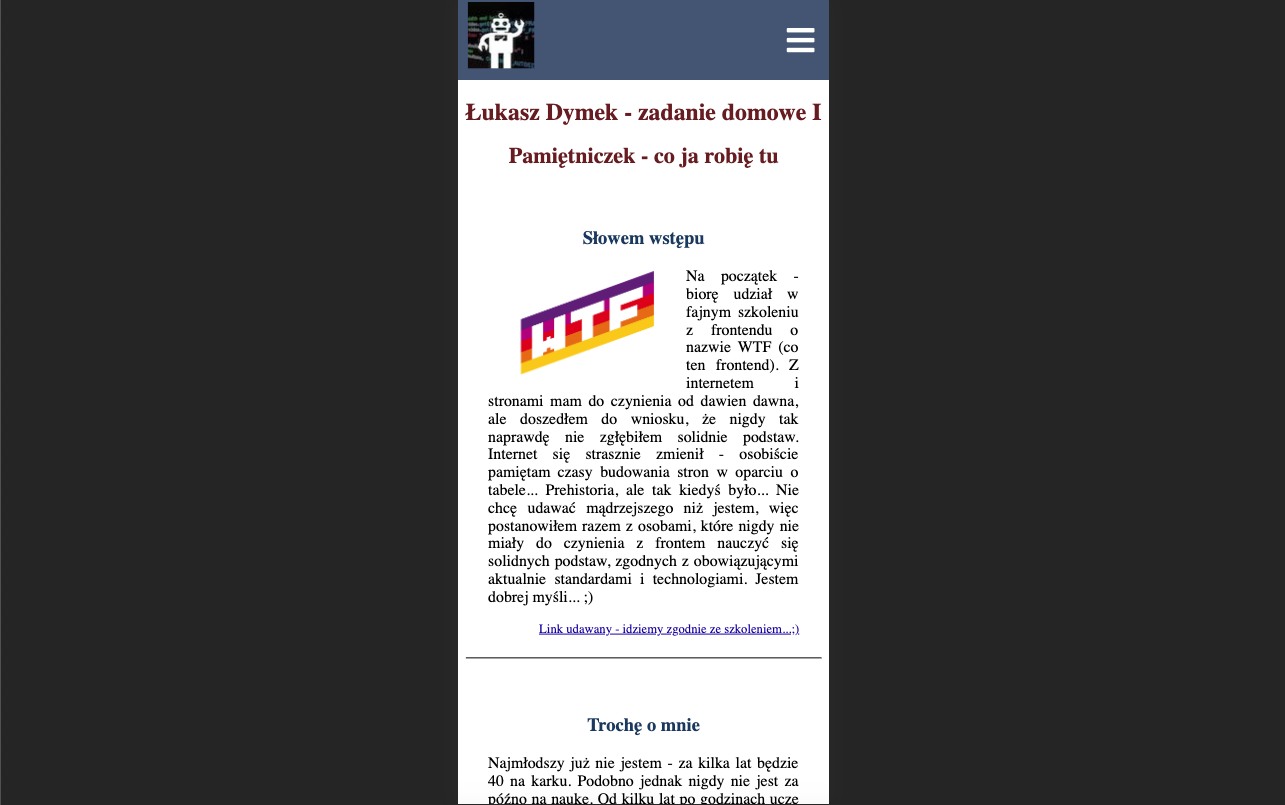 Łukasz Dymek - zadanie domowe I
Pamiętniczek - co ja robię tu
Słowem wstępu
WTF
Na początek -
biorę udział w
fajnym szkoleniu
z frontendu o
nazwie WTF (co
ten frontend). Z
internetem i
stronami mam do czynienia od dawien dawna,
ale doszedłem do wniosku, że nigdy tak
naprawdę nie zgłębiłem solidnie podstaw.
Internet się strasznie zmienił - osobiście
pamiętam czasy budowania stron w oparciu o
tabele... Prehistoria, ale tak kiedyś było... Nie
chcę udawać mądrzejszego niż jestem, więc
postanowiłem razem z osobami, które nigdy nie
miały do czynienia z frontem nauczyć się
solidnych podstaw, zgodnych z obowiązującymi
aktualnie standardami i technologiami. Jestem
dobrej myśli... ;)
Link udawany - idziemy zgodnie ze szkoleniem...;)
Trochę o mnie
Najmłodszy już nie jestem - za kilka lat będzie
40 na karku. Podobno jednak nigdy nie jest za
późno na naukę. Od kilku lat po godzinach uczę